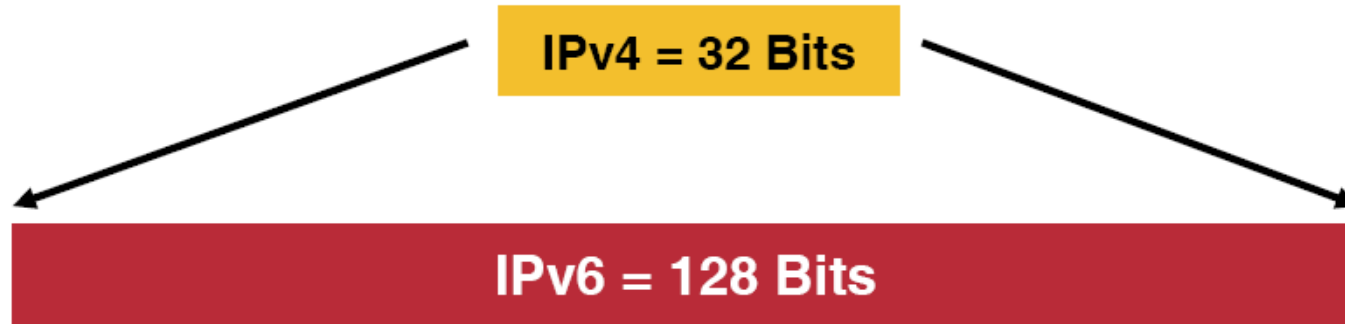 IPv4 = 32 Bits
IPv6 = 128 Bits